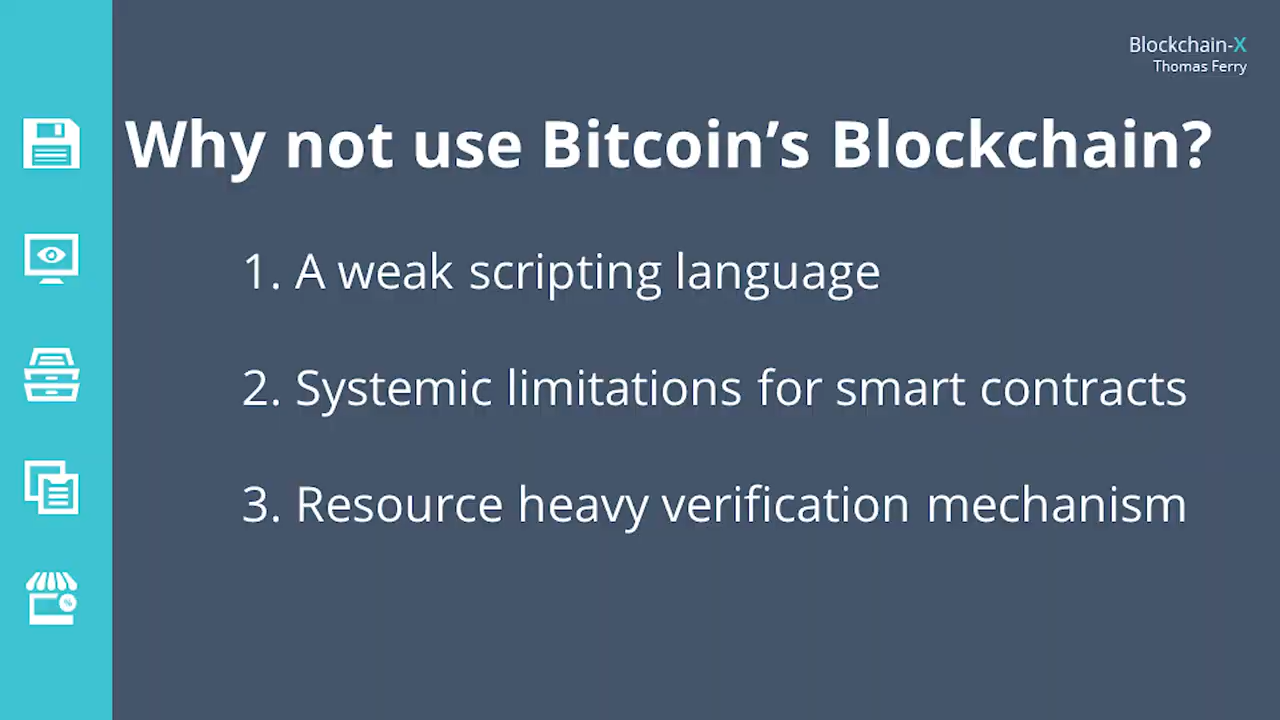 Blockchain-X
Thomas Ferry
Why not use Bitcoin’s Blockchain?
1. A weak scripting language
2. Systemic limitations for smart contracts
3. Resource heavy verification mechanism